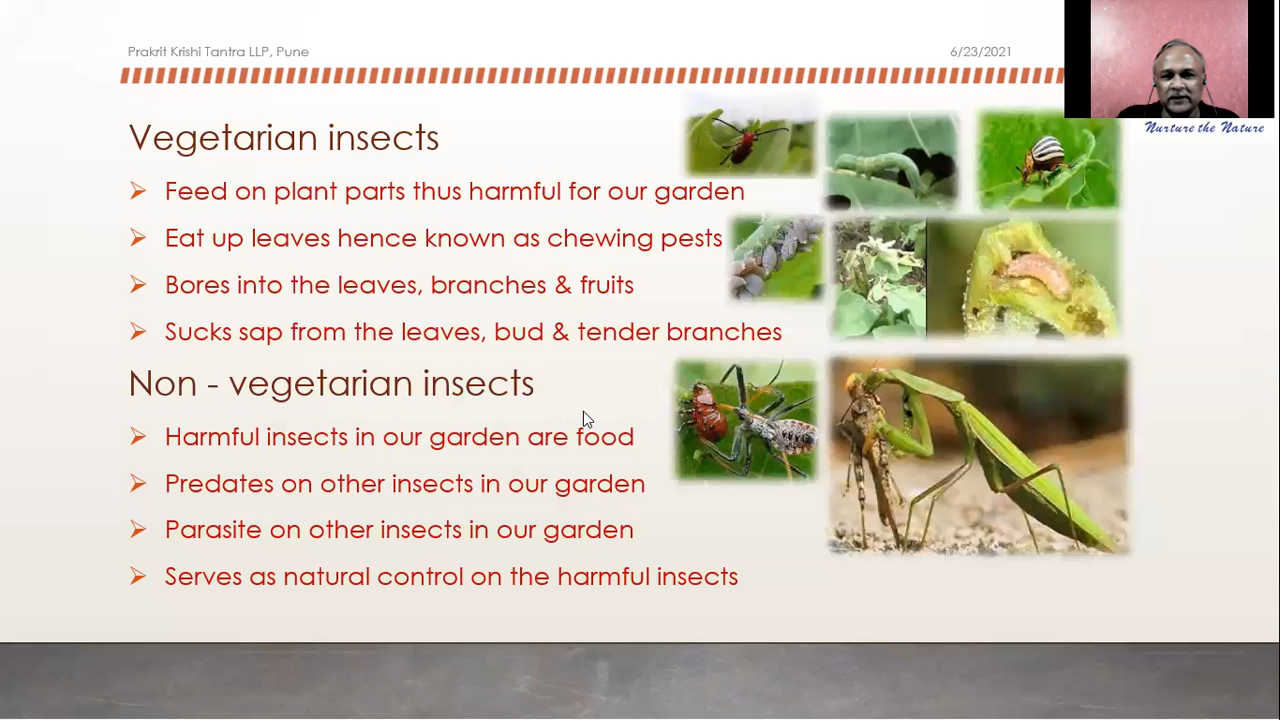 Prakrit Krishi Tantra LLP, Pune
6/23/2021
Nurture the Nature
Vegetarian insects
Feed on plant parts thus harmful for our garden
Eat up leaves hence known as chewing pests
Bores into the leaves, branches & fruits
Sucks sap from the leaves, bud & tender branches
Non - vegetarian insects
Harmful insects in our garden are food
Predates on other insects in our garden
Parasite on other insects in our garden
Serves as natural control on the harmful insects